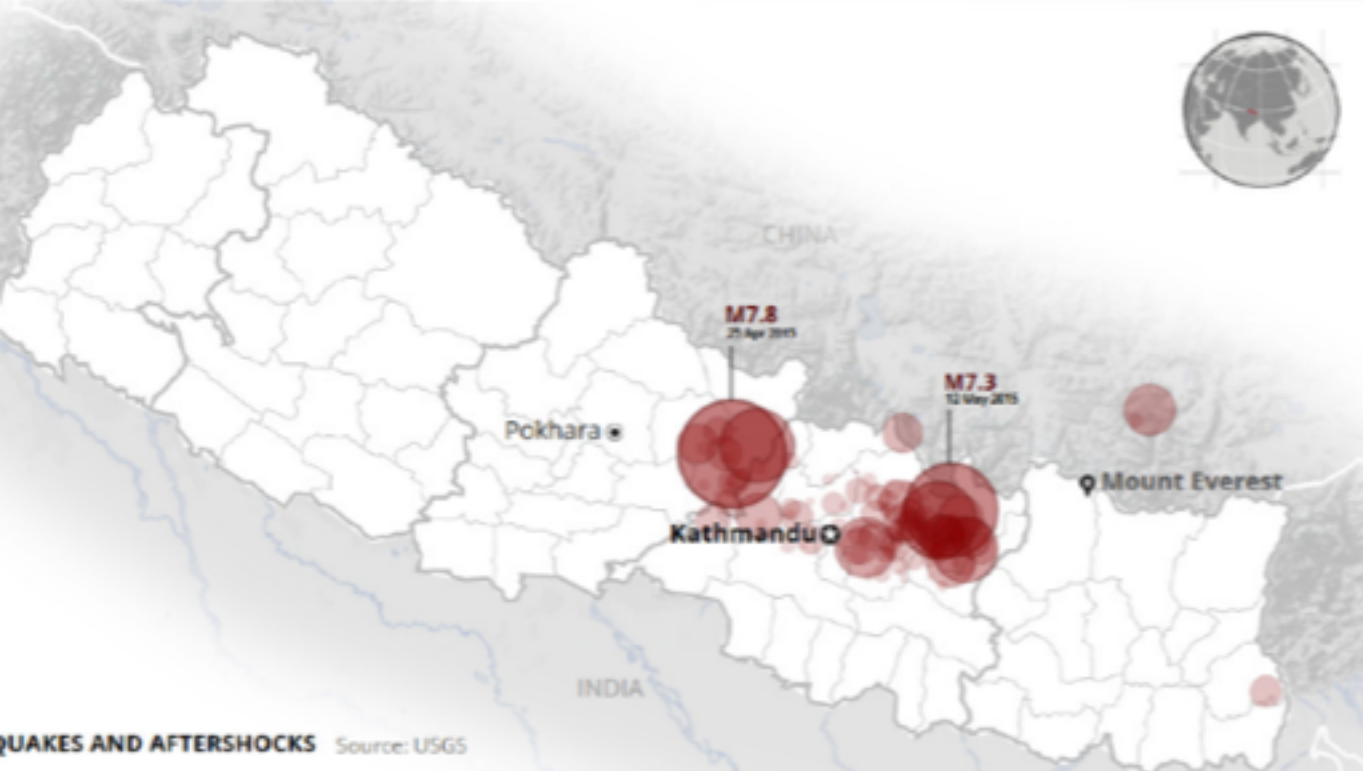 CHINA
M7.8
25 Apr 2015
M7.3
12 May 2015
Pokhara
Mount Everest
Kathmandu
INDIA
QUAKES AND AFTERSHOCKS Source: USGS